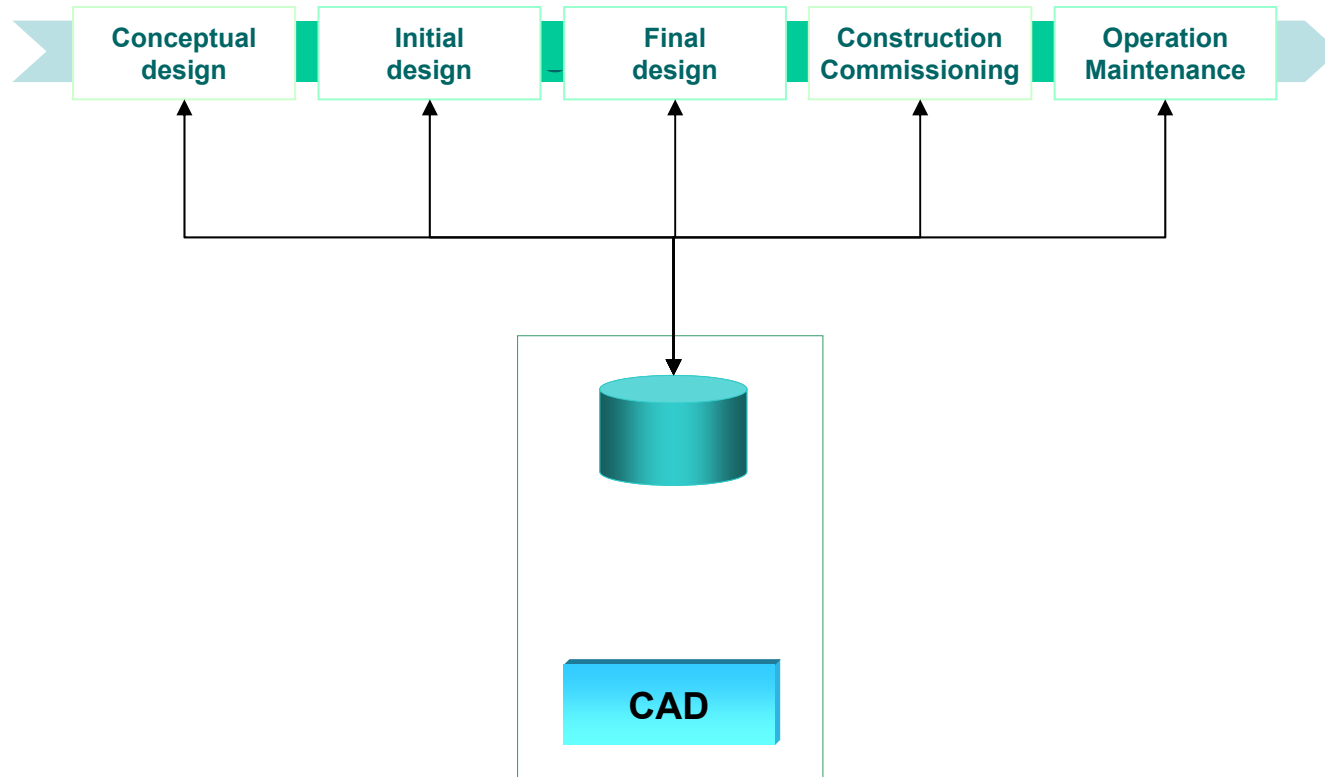 Conceptual
design
Initial
design
Final
design
Construction
Commissioning
Operation
Maintenance
CAD